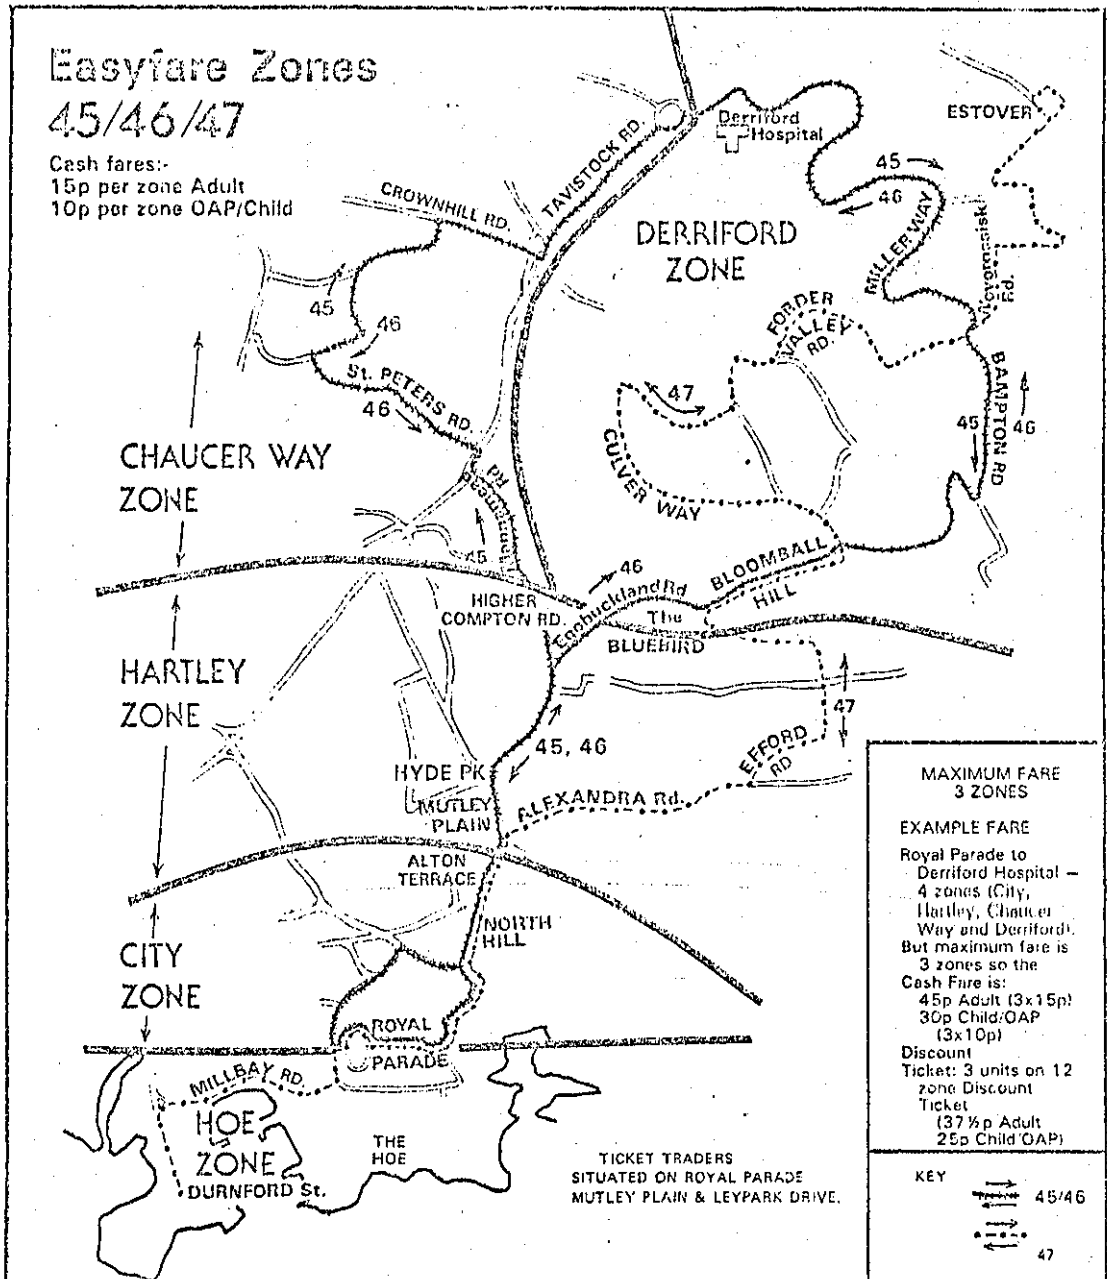 Easyfare Zones
45/46/47
Cash fares:-
15p per zone Adult
10p per zone OAP/Child
CROWNHILL RD.
TAVISTOCK RD.
Derriford
Hospital
ESTOVER
45
46
MILLER WAY
DERRIFORD
ZONE
45
46
St. PETERS RD.
46
FORDER
VALLEY
RD.
47
CULVER WAY
BAMPTON RD
45
46
Rd.
CHAUCER WAY
ZONE
Rd
45
46
HIGHER
COMPTON RD.
Eggbuckland Rd
BLOOMBALL
HILL
The
BLUEBIRD
HARTLEY
ZONE
45, 46
47
EFFORD
RD
HYDE PK
MUTLEY
PLAIN
ALEXANDRA Rd.
ALTON
TERRACE
NORTH
HILL
CITY
ZONE
ROYAL
PARADE
MILLBAY RD.
HOE
ZONE
THE
HOE
DURNFORD St.
TICKET TRADERS
SITUATED ON ROYAL PARADE
MUTLEY PLAIN & LEYPARK DRIVE.
MAXIMUM FARE
3 ZONES
EXAMPLE FARE
Royal Parade to
Derriford Hospital –
4 zones (City,
Hartley, Chaucer
Way and Derriford).
But maximum fare is
3 zones so the
Cash Fare is:
45p Adult (3x15p)
30p Child/OAP
(3x10p)
Discount
Ticket: 3 units on 12
zone Discount
Ticket
(37½p Adult
25p Child/OAP)
KEY
45/46
47